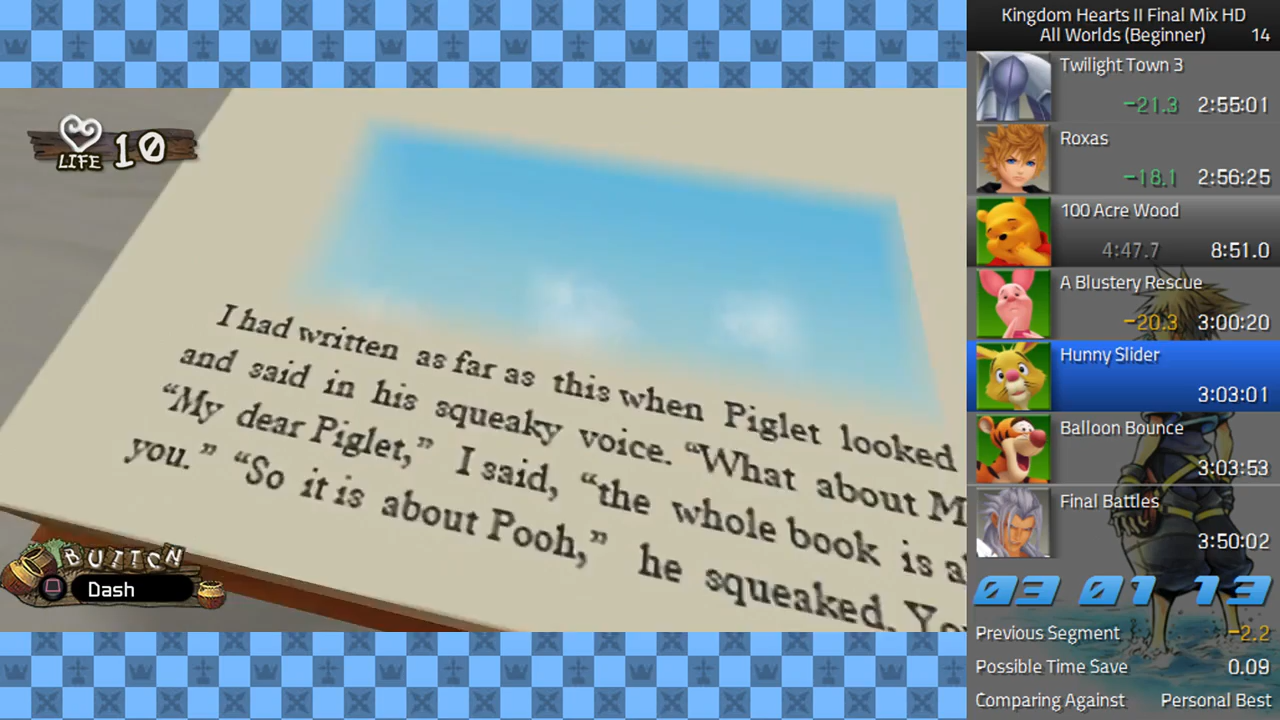 LIFE 10
I had written as far as this when Piglet looked
and said in his squeaky voice. “What about M
“My dear Piglet,” I said, “the whole book is a
you.” “So it is about Pooh,” he squeaked. Yo
BUTTON
Dash
Kingdom Hearts II Final Mix HD
All Worlds (Beginner) 14
Twilight Town 3
−21.3 2:55:01
Roxas
−18.1 2:56:25
100 Acre Wood
4:47.7 8:51.0
A Blustery Rescue
−20.3 3:00:20
Hunny Slider
3:03:01
Balloon Bounce
3:03:53
Final Battles
3:50:02
03 01 13
Previous Segment −2.2
Possible Time Save 0.09
Comparing Against Personal Best